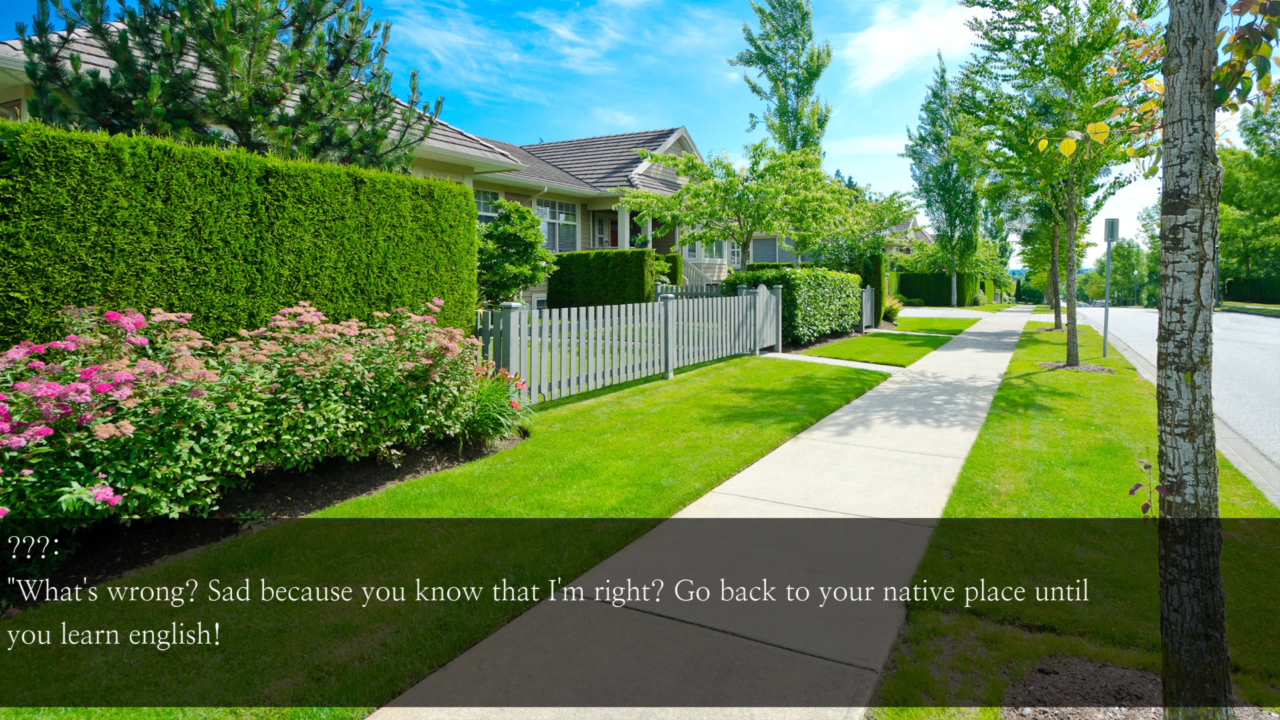 ???:
"What's wrong? Sad because you know that I'm right? Go back to your native place until
you learn english!